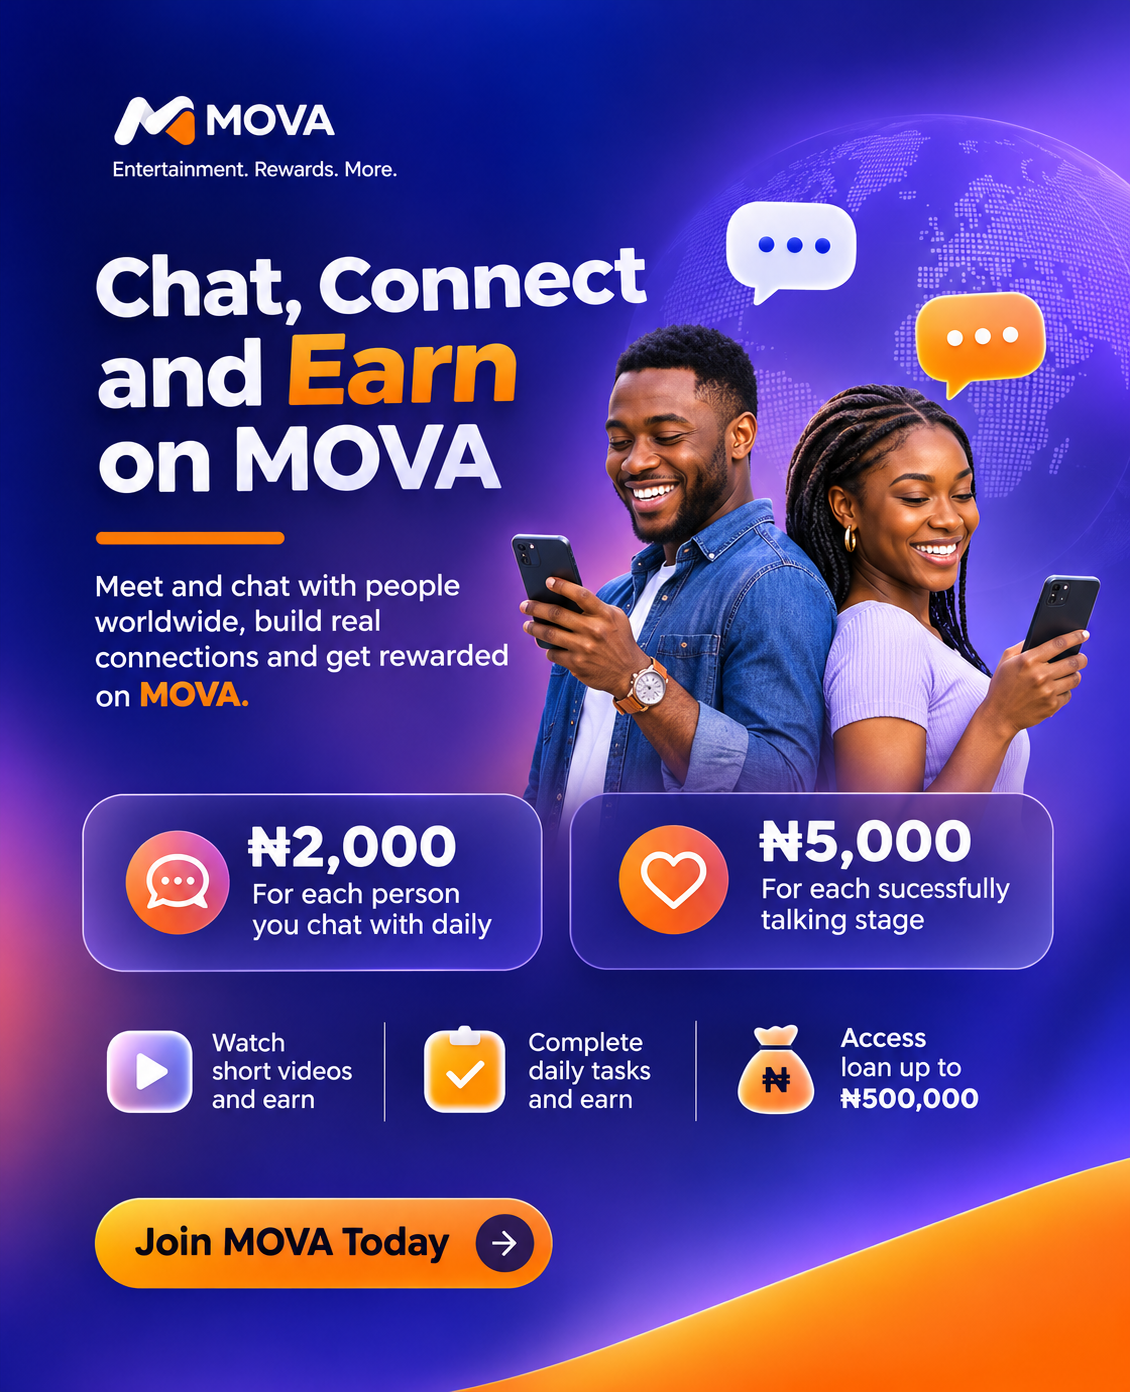 MOVA
Entertainment. Rewards. More.
Chat, Connect
and Earn
on MOVA
Meet and chat with people
worldwide, build real
connections and get rewarded
on MOVA.
₦2,000
For each person
you chat with daily
₦5,000
For each sucessfully
talking stage
Watch
short videos
and earn
Complete
daily tasks
and earn
₦
Access
loan up to
₦500,000
Join MOVA Today